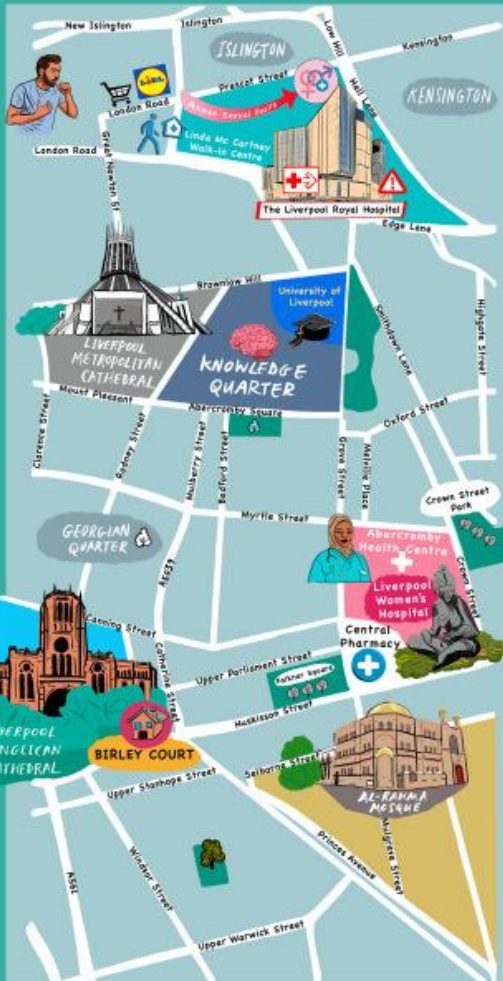 New Islington
Islington
Low Hill
Kensington
ISLINGTON
Prescot Street
Hall Lane
KENSINGTON
LIDL
London Road
Axess Sexual Health
London Road
Linda Mc Cartney
Walk-in Centre
Great Newton St
The Liverpool Royal Hospital
Edge Lane
Brownlow Hill
University of
Liverpool
Smithdown Lane
Highgate Street
LIVERPOOL
METROPOLITAN
CATHEDRAL
KNOWLEDGE
QUARTER
Mount Pleasant
Abercromby Square
Oxford Street
Clarence Street
Rodney Street
Mulberry Street
Bedford Street
Grove Street
Melville Place
Crown Street
Park
Myrtle Street
GEORGIAN
QUARTER
Abercromby
Health Centre
Crown Street
Liverpool
Women's
Hospital
Canning Street
Catherine Street
Central
Pharmacy
Upper Parliament Street
Falkner Square
Huskisson Street
VERPOOL
NGLICAN
ATHEDRAL
BIRLEY COURT
Selborne Street
Upper Stanhope Street
AL-RAHMA
MOSQUE
Mulgrave Street
Princes Avenue
A561
Windsor Street
Upper Warwick Street